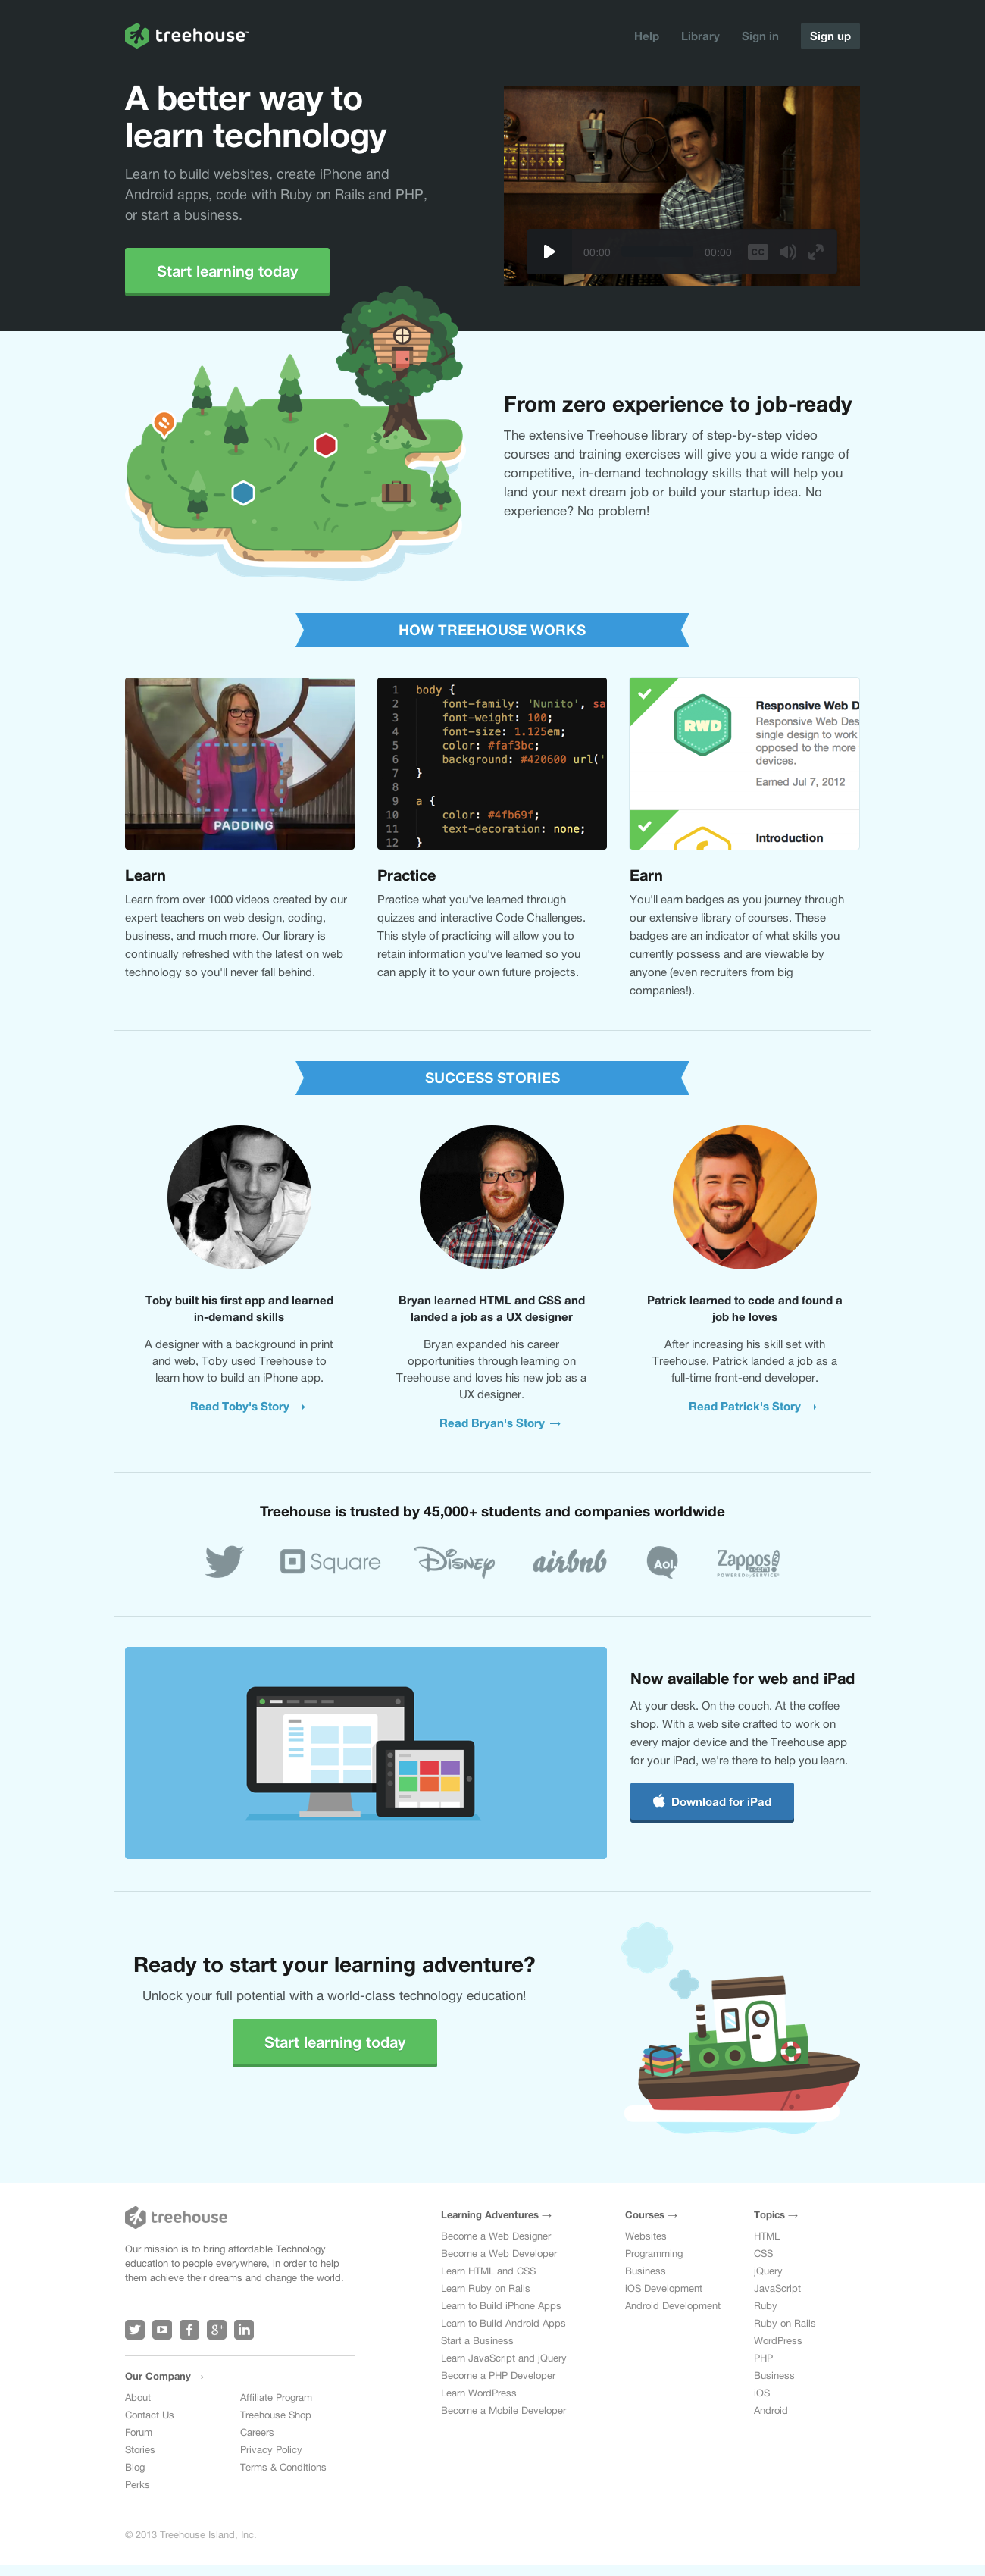 treehouse™
Help
Library
Sign in
Sign up
A better way to
learn technology
Learn to build websites, create iPhone and
Android apps, code with Ruby on Rails and PHP,
or start a business.
Start learning today
00:00
00:00
CC
From zero experience to job-ready
The extensive Treehouse library of step-by-step video
courses and training exercises will give you a wide range of
competitive, in-demand technology skills that will help you
land your next dream job or build your startup idea. No
experience? No problem!
HOW TREEHOUSE WORKS
PADDING
1 body {
2 font-family: 'Nunito', sa
3 font-weight: 100;
4 font-size: 1.125em;
5 color: #faf3bc;
6 background: #420600 url('
7 }
8
9 a {
10 color: #4fb69f;
11 text-decoration: none;
12 }
RWD
Responsive Web D
Responsive Web Des
single design to work
opposed to the more
devices.
Earned Jul 7, 2012
Introduction
Learn
Learn from over 1000 videos created by our
expert teachers on web design, coding,
business, and much more. Our library is
continually refreshed with the latest on web
technology so you'll never fall behind.
Practice
Practice what you've learned through
quizzes and interactive Code Challenges.
This style of practicing will allow you to
retain information you've learned so you
can apply it to your own future projects.
Earn
You'll earn badges as you journey through
our extensive library of courses. These
badges are an indicator of what skills you
currently possess and are viewable by
anyone (even recruiters from big
companies!).
SUCCESS STORIES
Toby built his first app and learned
in-demand skills
A designer with a background in print
and web, Toby used Treehouse to
learn how to build an iPhone app.
Read Toby's Story →
Bryan learned HTML and CSS and
landed a job as a UX designer
Bryan expanded his career
opportunities through learning on
Treehouse and loves his new job as a
UX designer.
Read Bryan's Story →
Patrick learned to code and found a
job he loves
After increasing his skill set with
Treehouse, Patrick landed a job as a
full-time front-end developer.
Read Patrick's Story →
Treehouse is trusted by 45,000+ students and companies worldwide
Square
Disney
airbnb
Aol.
Zappos!
.com
POWERED by SERVICE®
Now available for web and iPad
At your desk. On the couch. At the coffee
shop. With a web site crafted to work on
every major device and the Treehouse app
for your iPad, we're there to help you learn.
Download for iPad
Ready to start your learning adventure?
Unlock your full potential with a world-class technology education!
Start learning today
treehouse
Our mission is to bring affordable Technology
education to people everywhere, in order to help
them achieve their dreams and change the world.
f
g+
in
Our Company →
About
Contact Us
Forum
Stories
Blog
Perks
Affiliate Program
Treehouse Shop
Careers
Privacy Policy
Terms & Conditions
Learning Adventures →
Become a Web Designer
Become a Web Developer
Learn HTML and CSS
Learn Ruby on Rails
Learn to Build iPhone Apps
Learn to Build Android Apps
Start a Business
Learn JavaScript and jQuery
Become a PHP Developer
Learn WordPress
Become a Mobile Developer
Courses →
Websites
Programming
Business
iOS Development
Android Development
Topics →
HTML
CSS
jQuery
JavaScript
Ruby
Ruby on Rails
WordPress
PHP
Business
iOS
Android
© 2013 Treehouse Island, Inc.